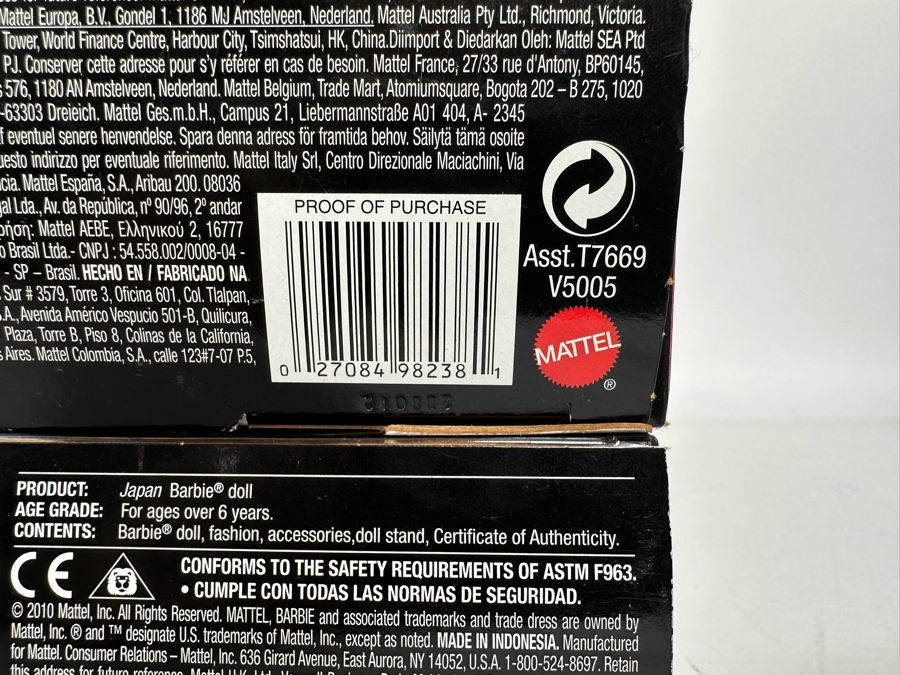 Mattel Europa, B.V., Gondel 1, 1186 MJ Amstelveen, Nederland. Mattel Australia Pty Ltd., Richmond, Victoria.
Tower, World Finance Centre, Harbour City, Tsimshatsui, HK, China.Diimport & Diedarkan Oleh: Mattel SEA Ptd
P.J. Conserver cette adresse pour s'y référer en cas de besoin. Mattel France, 27/33 rue d'Antony, BP60145,
576, 1180 AN Amstelveen, Nederland. Mattel Belgium, Trade Mart, Atomiumsquare, Bogota 202 – B 275, 1020
-63303 Dreieich. Mattel Ges.m.b.H., Campus 21, Liebermannstraße A01 404, A- 2345
f eventuel senere henvendelse. Spara denna adress för framtida behov. Säilytä tämä osoite
uesto indirizzo per eventuale riferimento. Mattel Italy Srl, Centro Direzionale Maciachini, Via
cia. Mattel España, S.A., Aribau 200. 08036
gal Lda., Av. da República, nº 90/96, 2º andar
ρήση: Mattel AEBE, Ελληνικού 2, 16777
o Brasil Ltda.- CNPJ : 54.558.002/0008-04 -
- SP – Brasil. HECHO EN / FABRICADO NA
Sur # 3579, Torre 3, Oficina 601, Col. Tlalpan,
.A., Avenida Américo Vespucio 501-B, Quilicura,
Plaza, Torre B, Piso 8, Colinas de la California,
s Aires. Mattel Colombia, S.A., calle 123#7-07 P.5,
PROOF OF PURCHASE
0 27084 98238 1
Asst.T7669
V5005
MATTEL
®
PRODUCT: Japan Barbie® doll
AGE GRADE: For ages over 6 years.
CONTENTS: Barbie® doll, fashion, accessories,doll stand, Certificate of Authenticity.
CE
CONFORMS TO THE SAFETY REQUIREMENTS OF ASTM F963.
• CUMPLE CON TODAS LAS NORMAS DE SEGURIDAD.
© 2010 Mattel, Inc. All Rights Reserved. MATTEL, BARBIE and associated trademarks and trade dress are owned by
Mattel, Inc. ® and ™ designate U.S. trademarks of Mattel, Inc., except as noted. MADE IN INDONESIA. Manufactured
for Mattel. Consumer Relations – Mattel, Inc. 636 Girard Avenue, East Aurora, NY 14052, U.S.A. 1-800-524-8697. Retain
this address for future reference. Mattel U.K. Ltd.